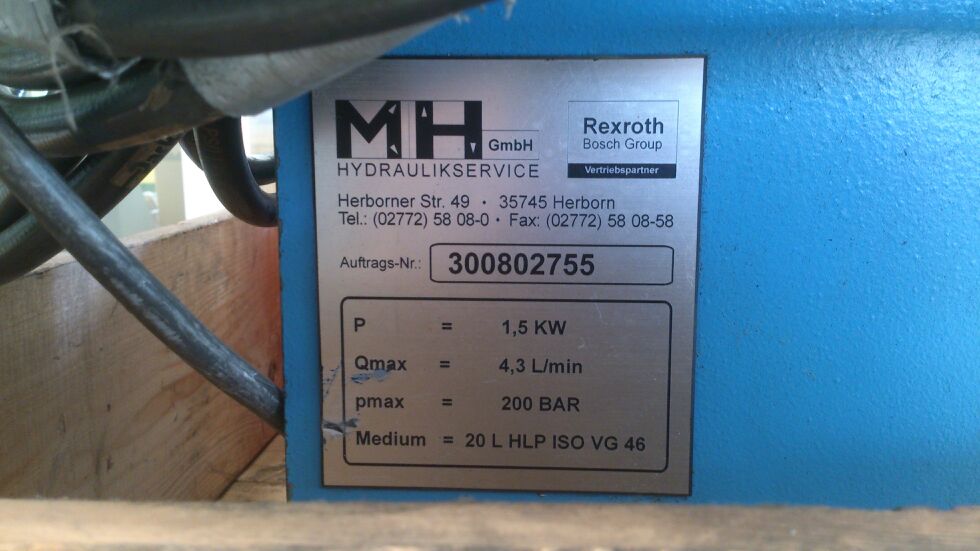 MH GmbH
HYDRAULIKSERVICE
Rexroth
Bosch Group
Vertriebspartner
Herborner Str. 49 · 35745 Herborn
Tel.: (02772) 58 08-0 · Fax: (02772) 58 08-58
Auftrags-Nr.: 300802755
P = 1,5 KW
Qmax = 4,3 L/min
pmax = 200 BAR
Medium = 20 L HLP ISO VG 46